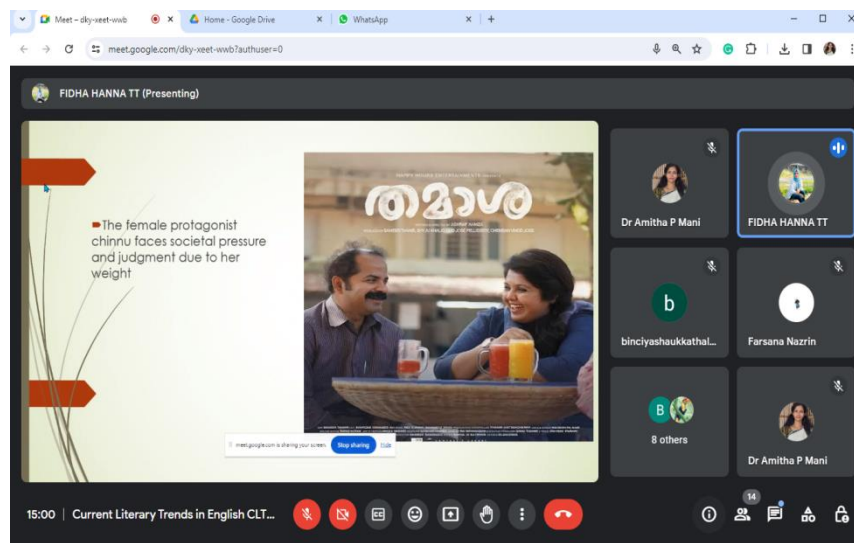 Meet – dky-xeet-wwb
Home - Google Drive
WhatsApp
meet.google.com/dky-xeet-wwb?authuser=0
FIDHA HANNA TT (Presenting)
The female protagonist
chinnu faces societal pressure
and judgment due to her
weight
തമാശ
meet.google.com is sharing your screen.
Stop sharing
Hide
Dr Amitha P Mani
FIDHA HANNA TT
b
binciyashaukkathal...
Farsana Nazrin
B
8 others
Dr Amitha P Mani
15:00 | Current Literary Trends in English CLT...
14